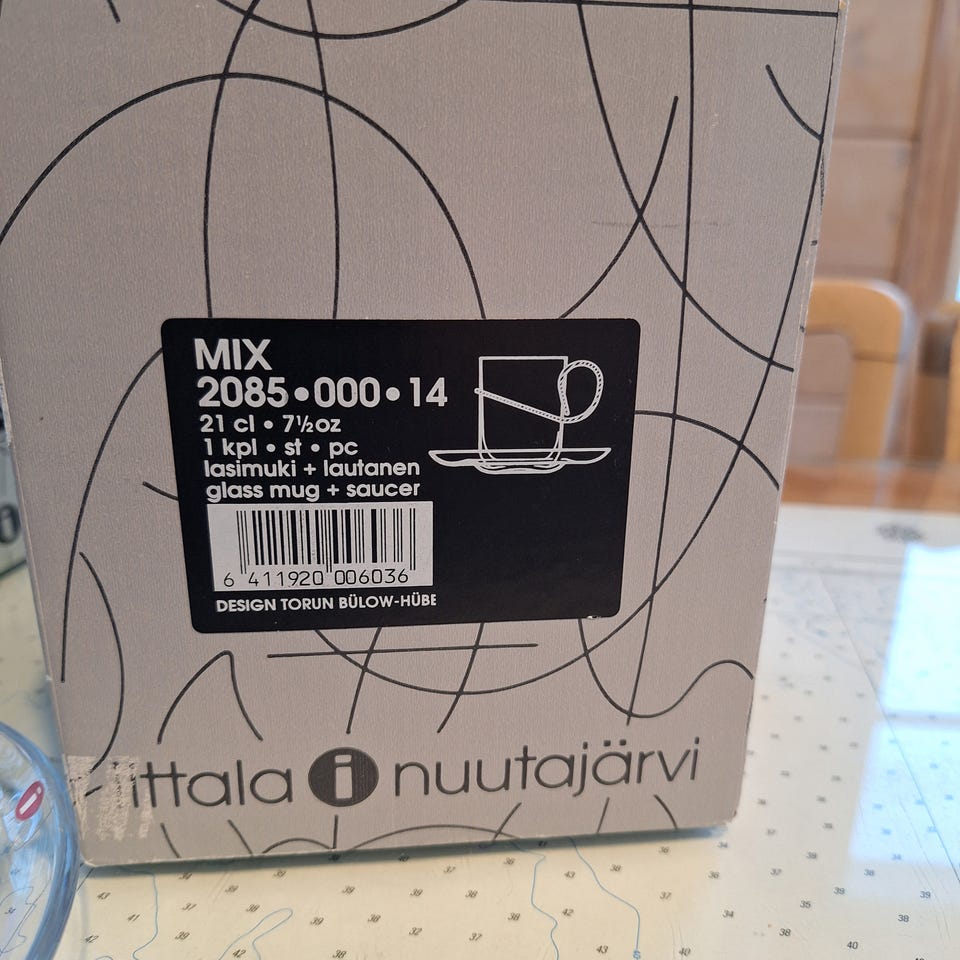 MIX
2085•000•14
21 cl • 7½oz
1 kpl • st • pc
lasimuki + lautanen
glass mug + saucer
6 411920 006036
DESIGN TORUN BÜLOW-HÜBE
iittala i nuutajärvi
i